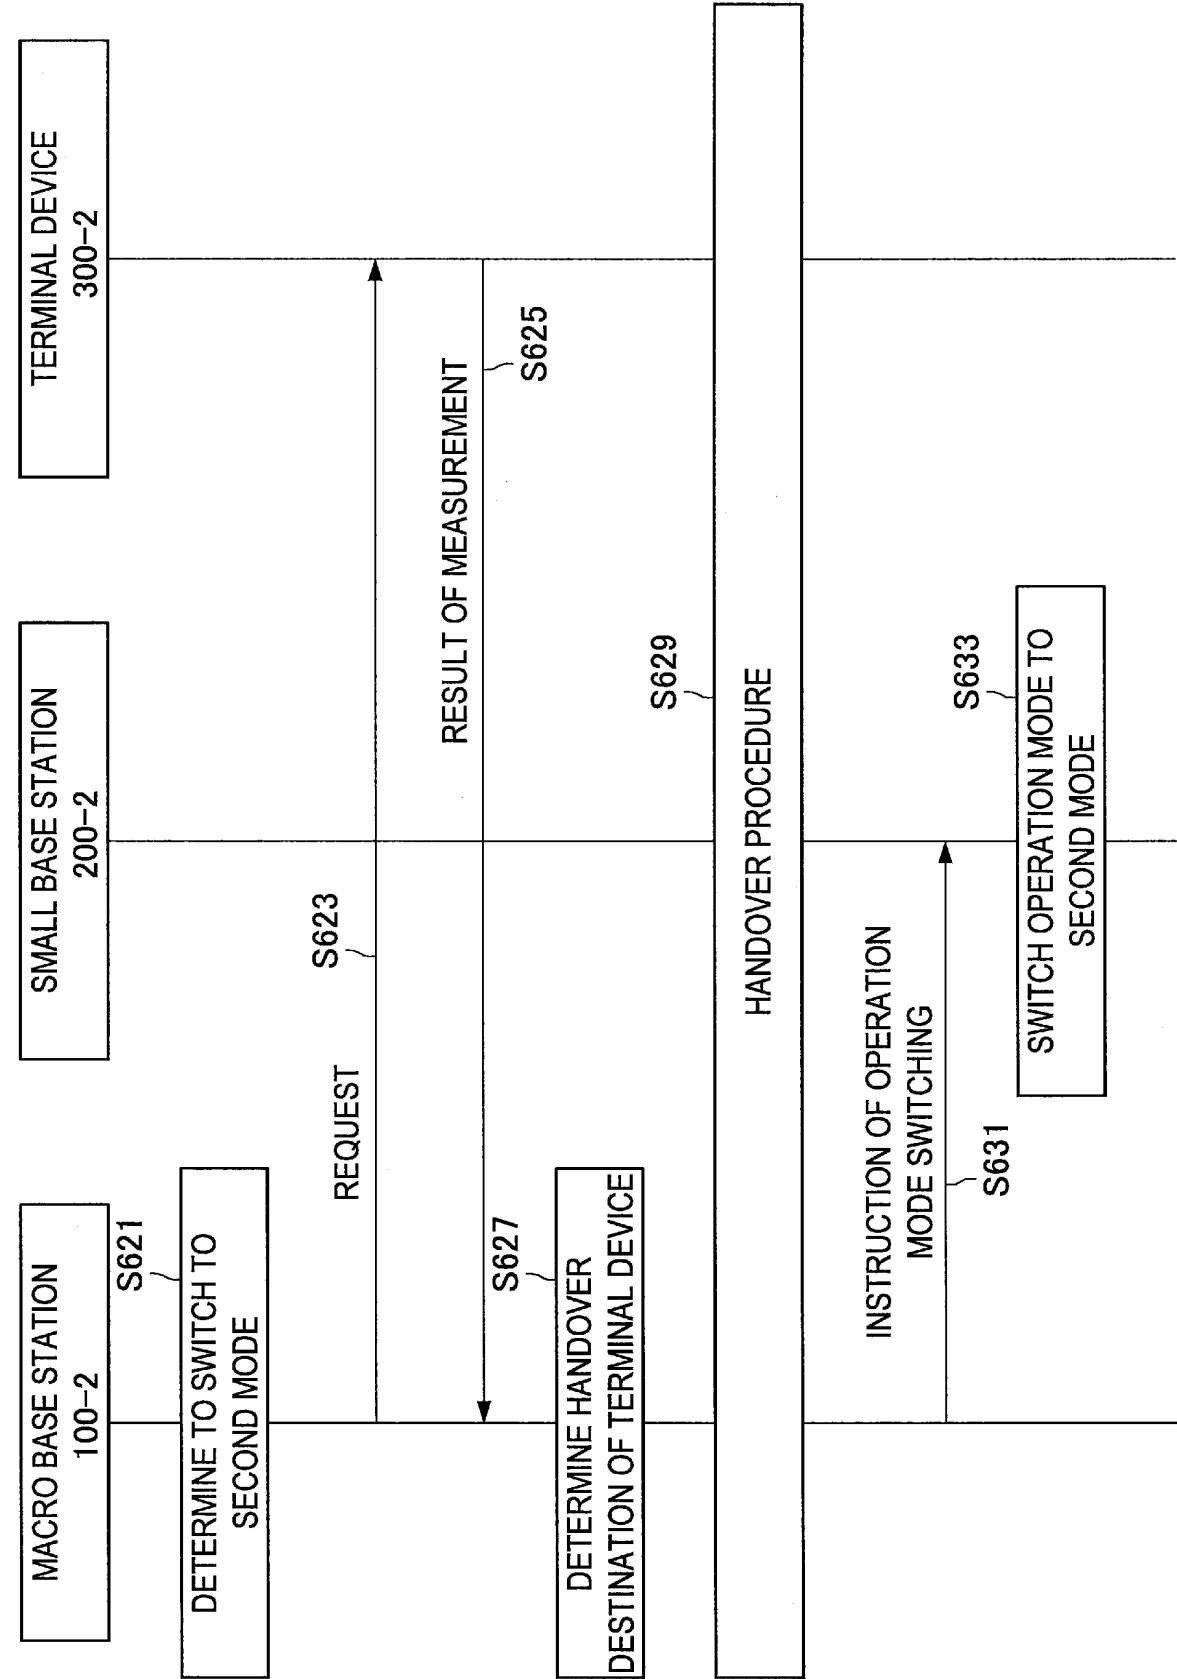 MACRO BASE STATION
100-2
SMALL BASE STATION
200-2
TERMINAL DEVICE
300-2
S621
DETERMINE TO SWITCH TO
SECOND MODE
REQUEST
S623
RESULT OF MEASUREMENT
S625
S627
DETERMINE HANDOVER
DESTINATION OF TERMINAL DEVICE
S629
HANDOVER PROCEDURE
INSTRUCTION OF OPERATION
MODE SWITCHING
S631
S633
SWITCH OPERATION MODE TO
SECOND MODE